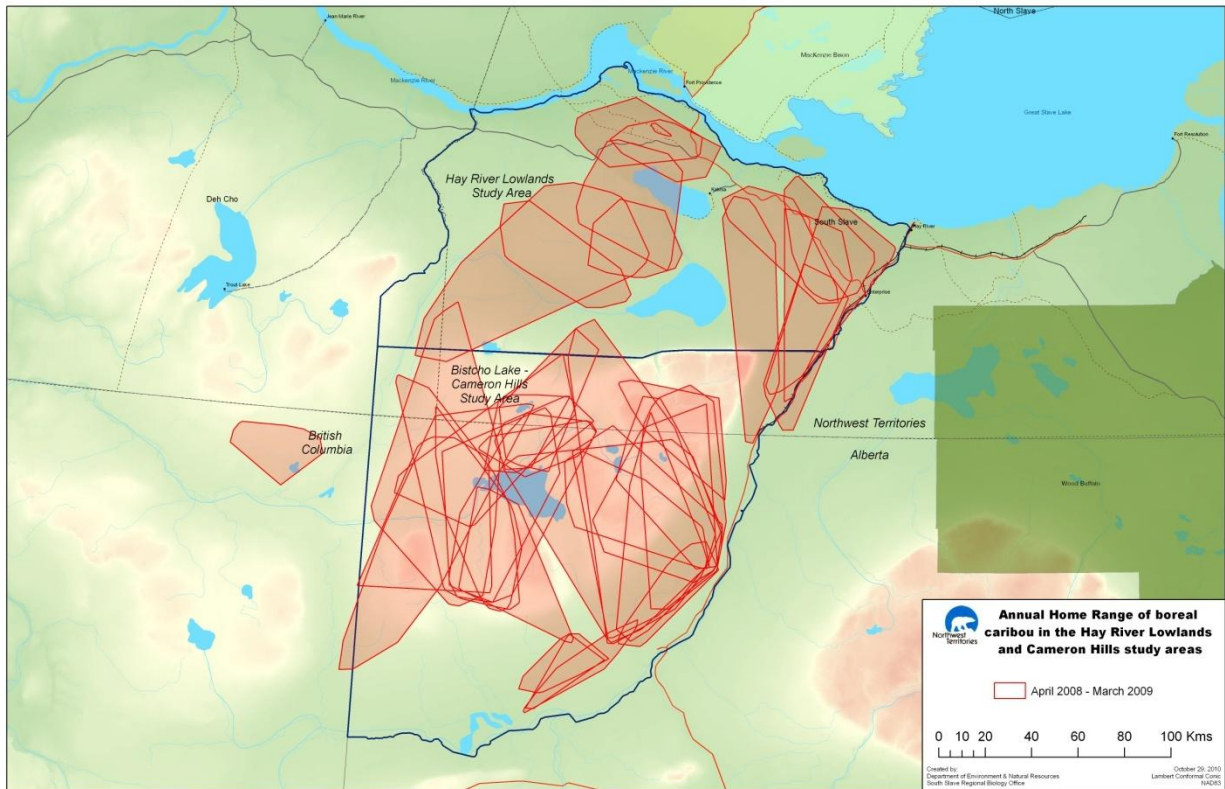 North Slave
Jean Marie River
Mackenzie Bison
Mackenzie River
Mackenzie River
Fort Providence
Great Slave Lake
Fort Resolution
Hay River Lowlands
Study Area
Kakisa
Deh Cho
South Slave
Hay River
Trout Lake
Enterprise
Bistcho Lake -
Cameron Hills
Study Area
Northwest Territories
British
Columbia
Alberta
Wood Buffalo
Northwest
Territories
Annual Home Range of boreal
caribou in the Hay River Lowlands
and Cameron Hills study areas
April 2008 - March 2009
0 10 20 40 60 80 100 Kms
Created by:
Department of Environment & Natural Resources
South Slave Regional Biology Office
October 29, 2010
Lambert Conformal Conic
NAD83